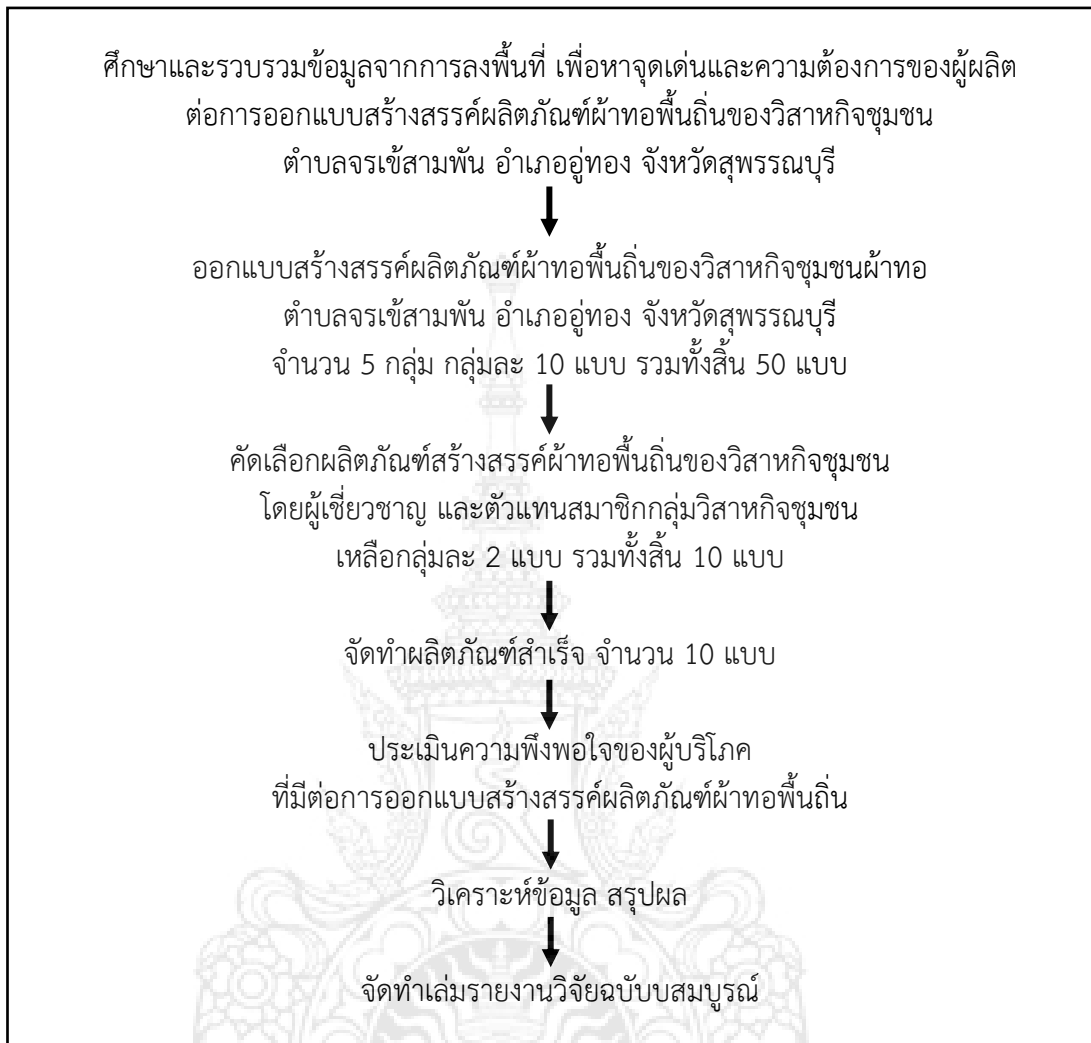 ศึกษาและรวบรวมข้อมูลจากการลงพื้นที่ เพื่อหาจุดเด่นและความต้องการของผู้ผลิต
ต่อการออกแบบสร้างสรรค์ผลิตภัณฑ์ผ้าทอพื้นถิ่นของวิสาหกิจชุมชน
ตำบลจรเข้สามพัน อำเภออู่ทอง จังหวัดสุพรรณบุรี
ออกแบบสร้างสรรค์ผลิตภัณฑ์ผ้าทอพื้นถิ่นของวิสาหกิจชุมชนผ้าทอ
ตำบลจรเข้สามพัน อำเภออู่ทอง จังหวัดสุพรรณบุรี
จำนวน 5 กลุ่ม กลุ่มละ 10 แบบ รวมทั้งสิ้น 50 แบบ
คัดเลือกผลิตภัณฑ์สร้างสรรค์ผ้าทอพื้นถิ่นของวิสาหกิจชุมชน
โดยผู้เชี่ยวชาญ และตัวแทนสมาชิกกลุ่มวิสาหกิจชุมชน
เหลือกลุ่มละ 2 แบบ รวมทั้งสิ้น 10 แบบ
จัดทำผลิตภัณฑ์สำเร็จ จำนวน 10 แบบ
ประเมินความพึงพอใจของผู้บริโภค
ที่มีต่อการออกแบบสร้างสรรค์ผลิตภัณฑ์ผ้าทอพื้นถิ่น
วิเคราะห์ข้อมูล สรุปผล
จัดทำเล่มรายงานวิจัยฉบับบสมบูรณ์